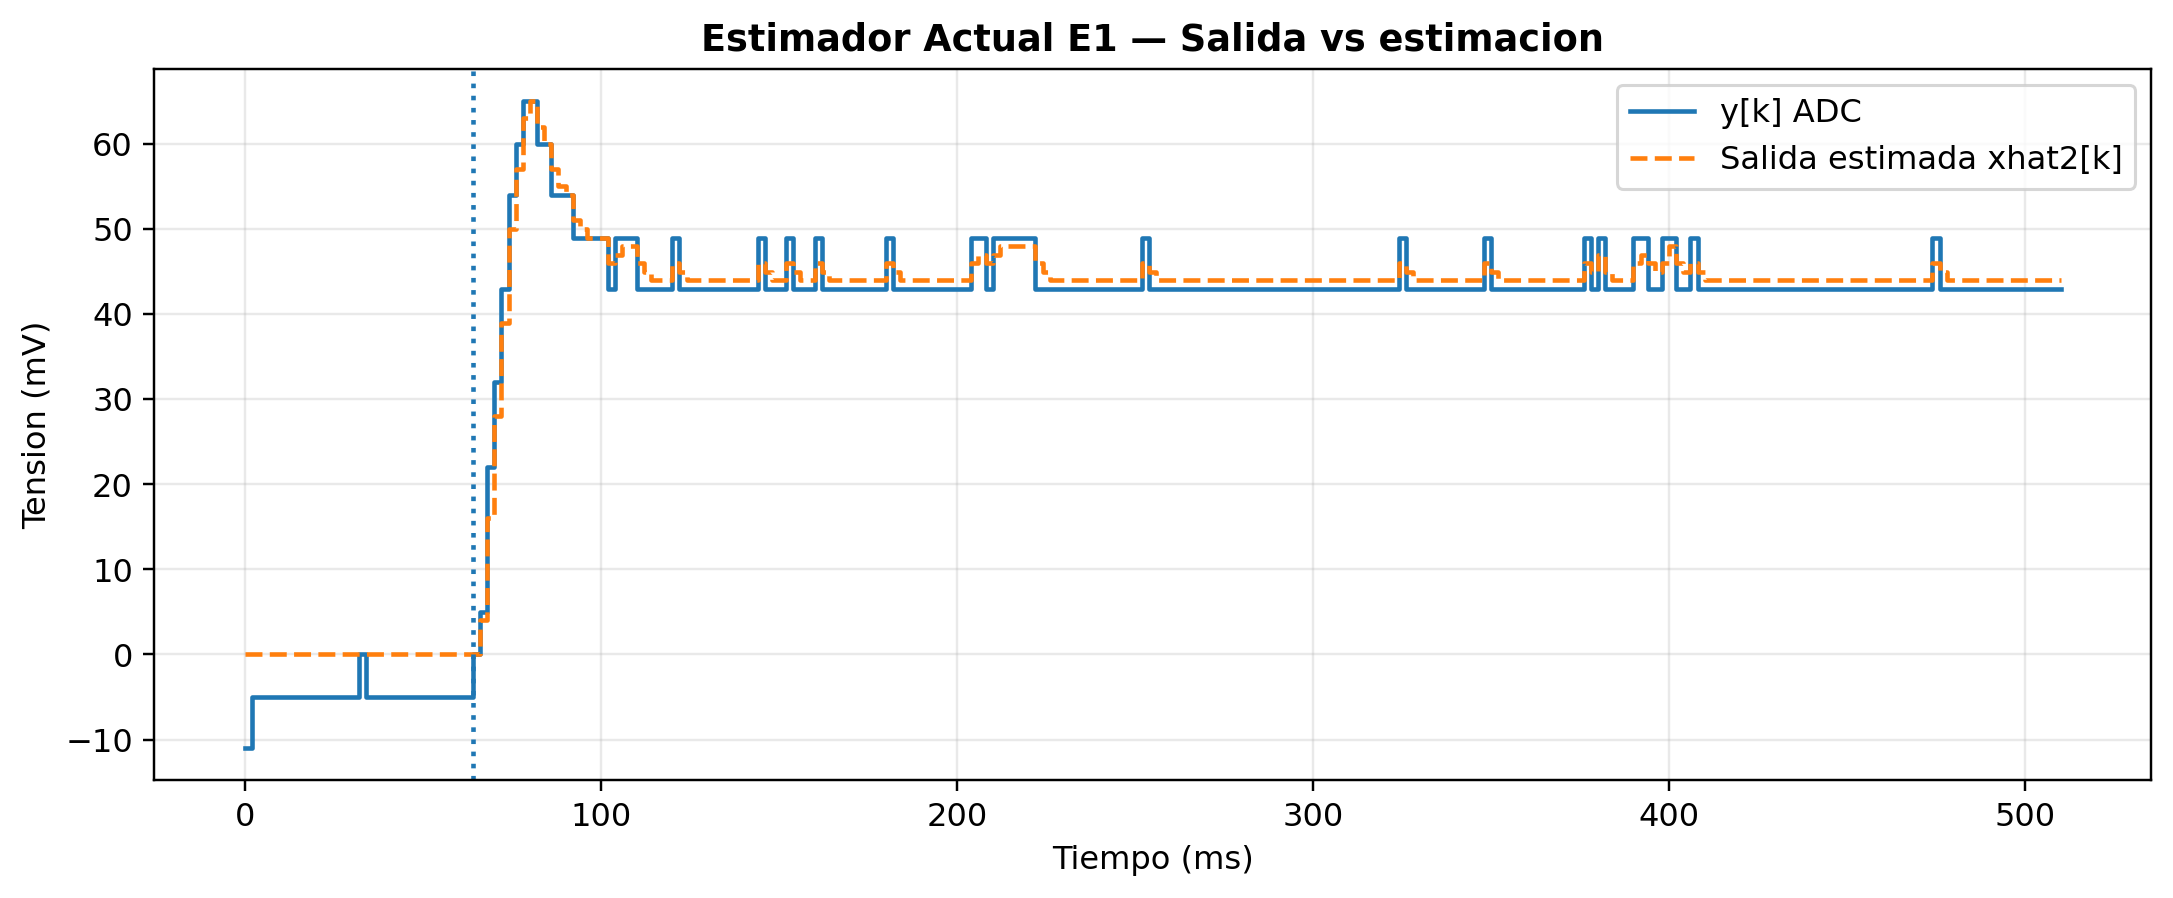 Estimador Actual E1 — Salida vs estimacion
y[k] ADC
Salida estimada xhat2[k]
Tension (mV)
60
50
40
30
20
10
0
−10
0
100
200
300
400
500
Tiempo (ms)